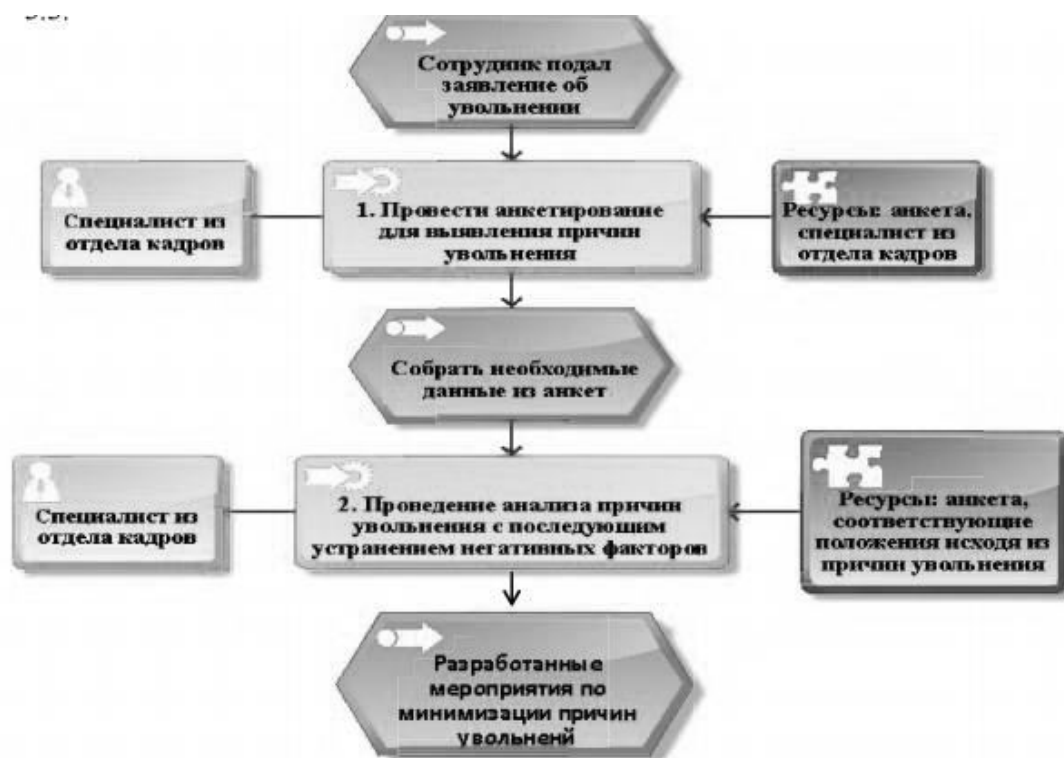 Сотрудник подал
заявление об
увольнении
Специалист из
отдела кадров
1. Провести анкетирование
для выявления причин
увольнения
Ресурсы: анкета,
специалист из
отдела кадров
Собрать необходимые
данные из анкет
Специалист из
отдела кадров
2. Проведение анализа причин
увольнения с последующим
устранением негативных факторов
Ресурсы: анкета,
соответствующие
положения исходя из
причин увольнения
Разработанные
мероприятия по
минимизации причин
увольненй